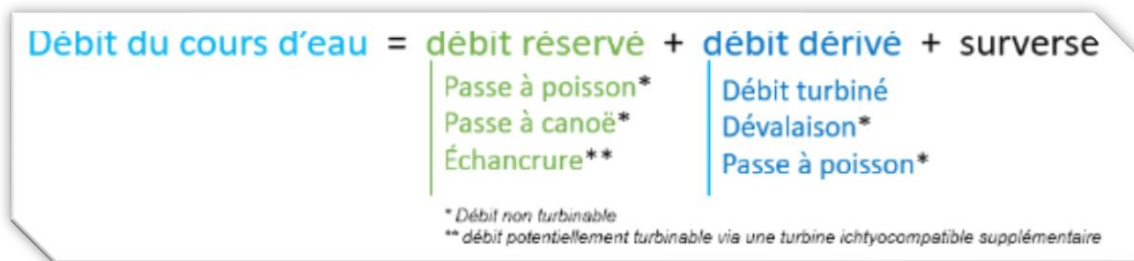 Débit du cours d'eau = débit réservé + débit dérivé + surverse
Passe à poisson*
Passe à canoë*
Échancrure**
Débit turbiné
Dévalaison*
Passe à poisson*
* Débit non turbinable
** débit potentiellement turbinable via une turbine ichtyocompatible supplémentaire